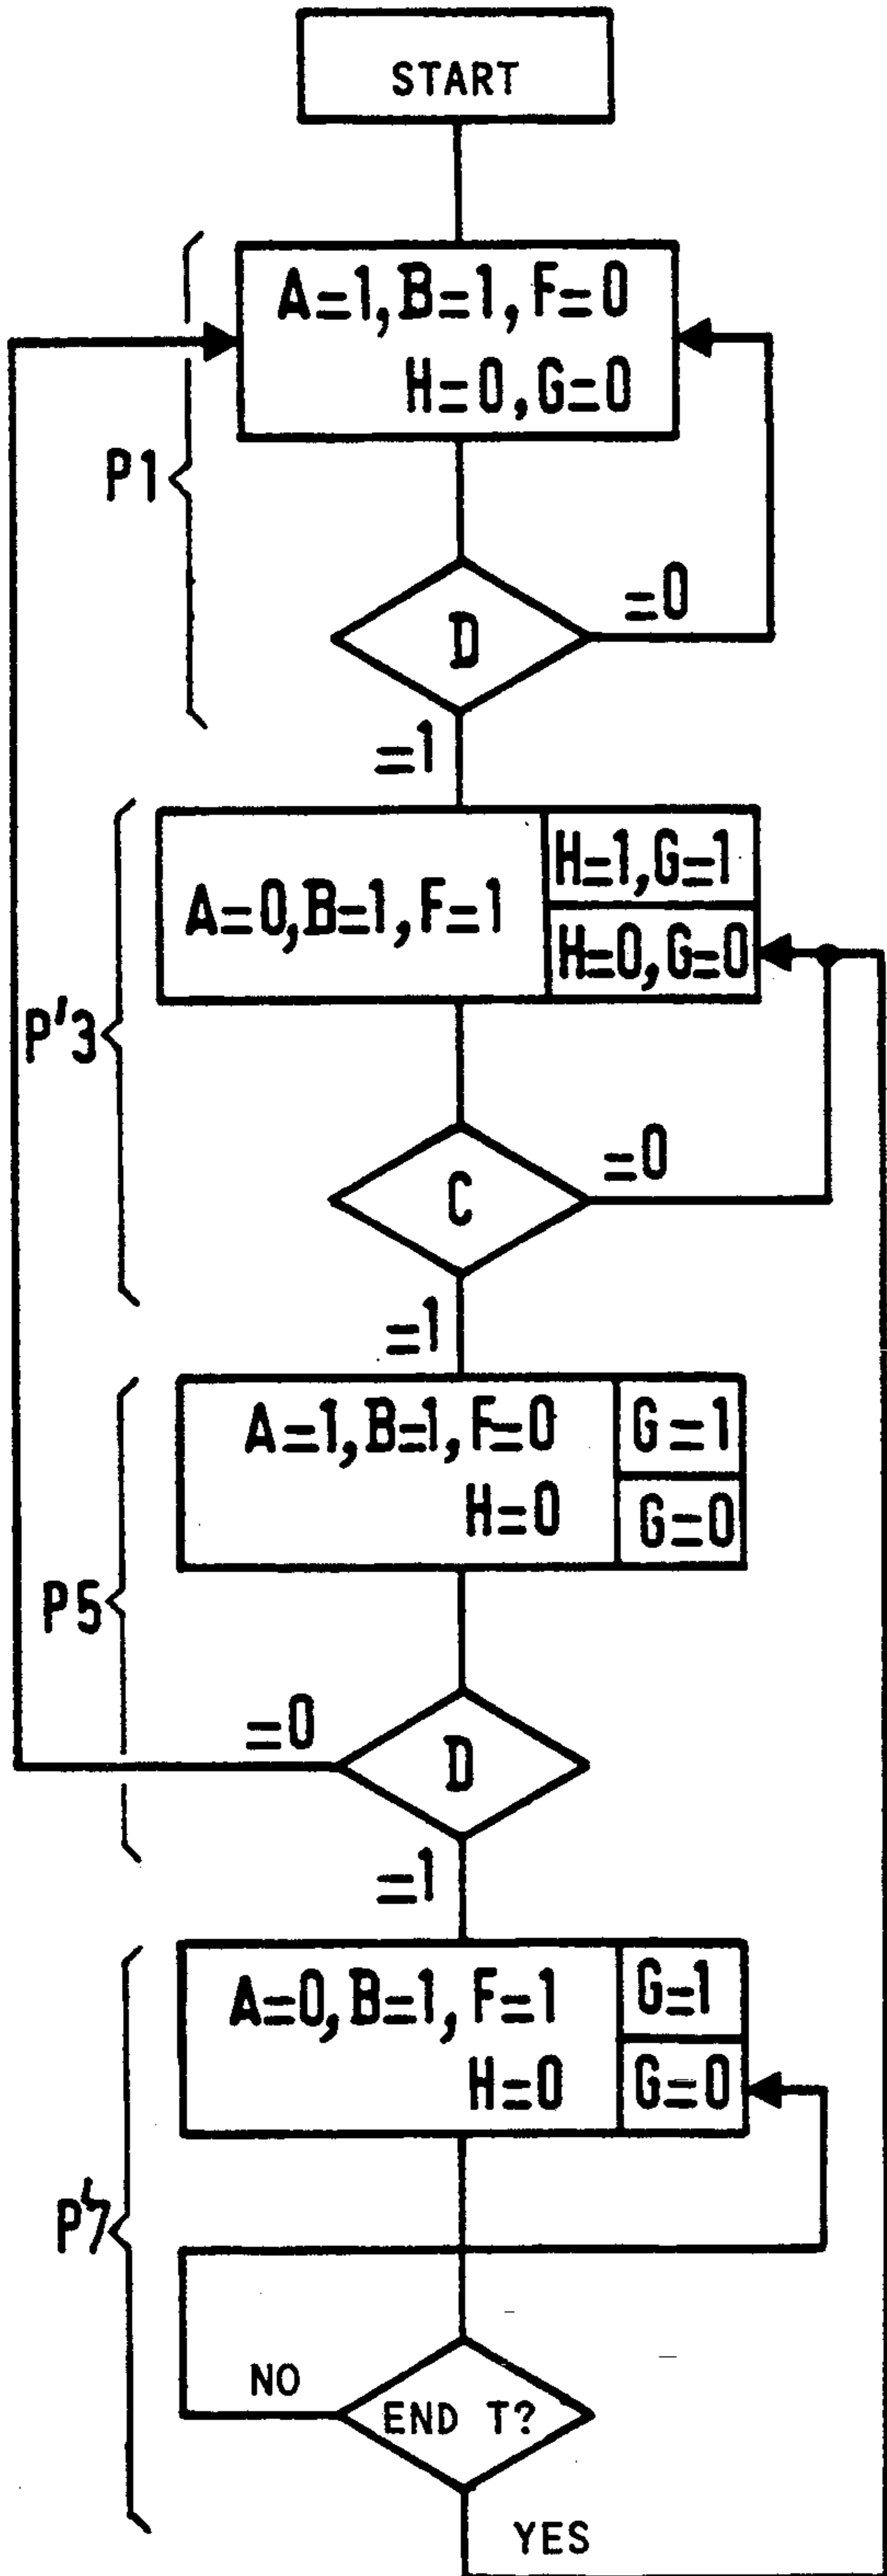 START
A=1,B=1,F=0
H=0,G=0
P1
D
=0
=1
A=0,B=1,F=1
H=1,G=1
H=0,G=0
P'3
C
=0
=1
A=1,B=1,F=0
H=0
G=1
G=0
P5
D
=0
=1
A=0,B=1,F=1
H=0
G=1
G=0
P'7
END T?
NO
YES